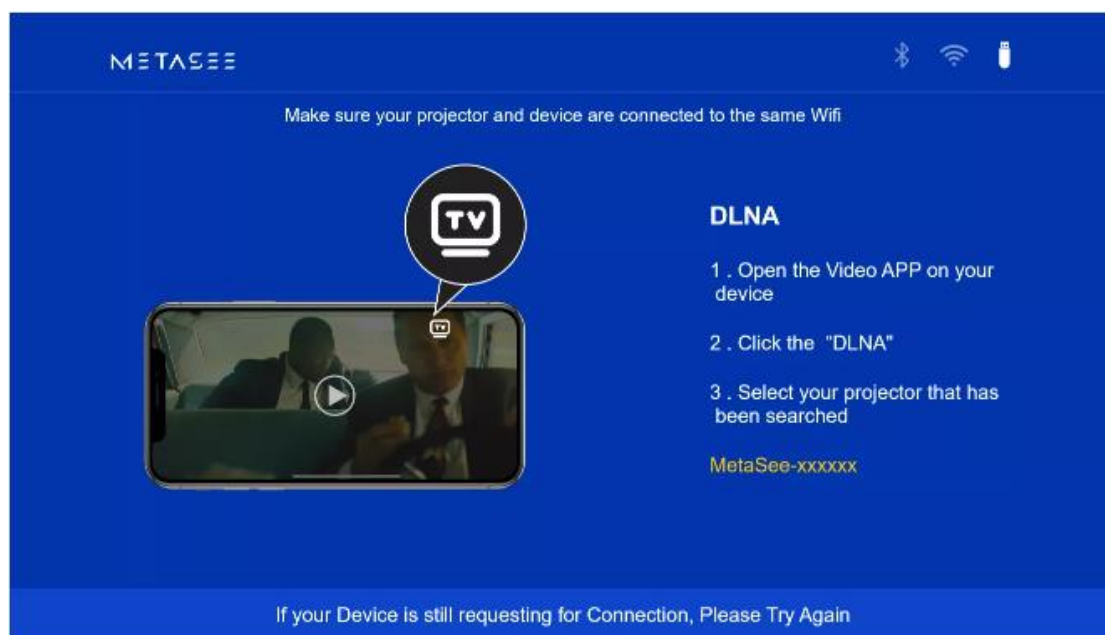 METASEE
Make sure your projector and device are connected to the same Wifi
TV
TV
DLNA
1 . Open the Video APP on your
device
2 . Click the "DLNA"
3 . Select your projector that has
been searched
MetaSee-xxxxxx
If your Device is still requesting for Connection, Please Try Again